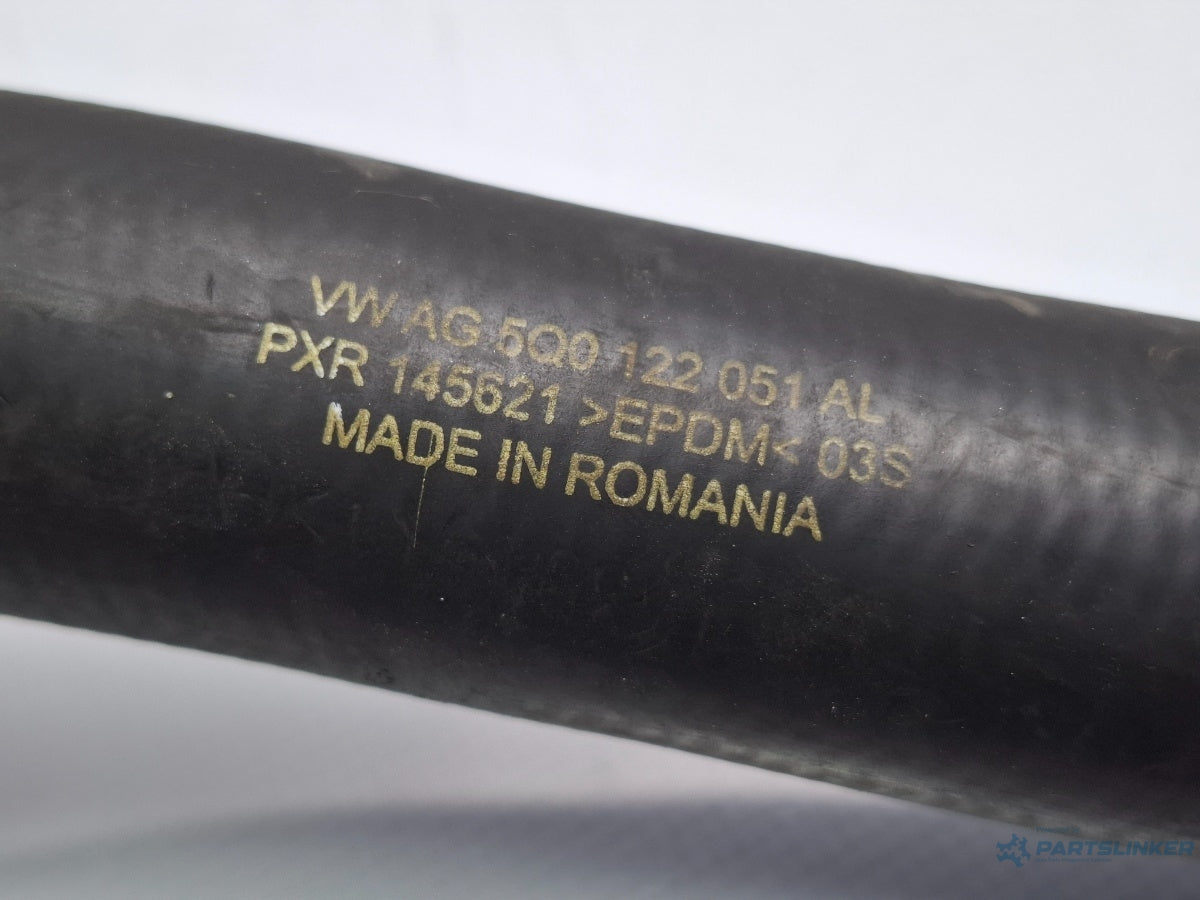 VW AG 5Q0 122 051 AL
PXR 145621 >EPDM< 03S
MADE IN ROMANIA
PARTSLINKER